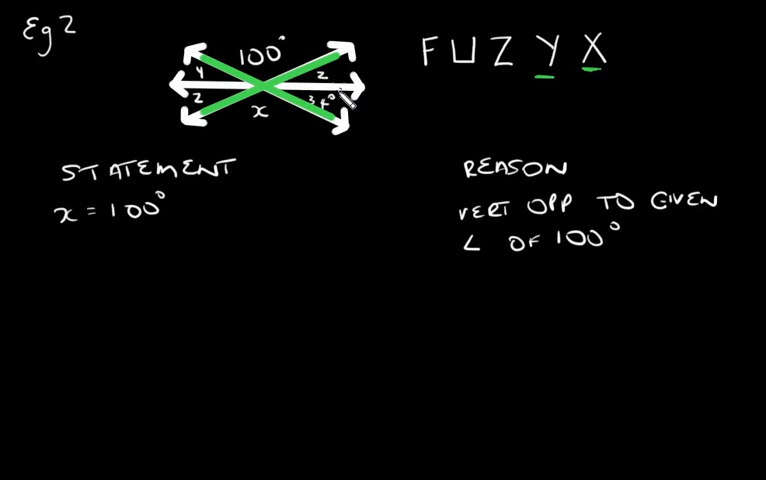 Eg 2
FUZYX
100°
y z
z 34°
x
STATEMENT REASON
x = 100° VERT OPP TO GIVEN
∠ OF 100°